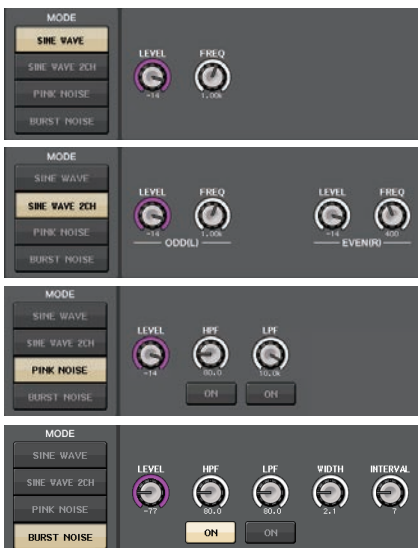 MODE
SINE WAVE
SINE WAVE 2CH
PINK NOISE
BURST NOISE
LEVEL FREQ
-14 1.00k
MODE
SINE WAVE
SINE WAVE 2CH
PINK NOISE
BURST NOISE
LEVEL FREQ LEVEL FREQ
-14 1.00k -14 400
ODD(L) EVEN(R)
MODE
SINE WAVE
SINE WAVE 2CH
PINK NOISE
BURST NOISE
LEVEL HPF LPF
-14 80.0 10.0k
ON ON
MODE
SINE WAVE
SINE WAVE 2CH
PINK NOISE
BURST NOISE
LEVEL HPF LPF WIDTH INTERVAL
-77 80.0 80.0 2.1 7
ON ON